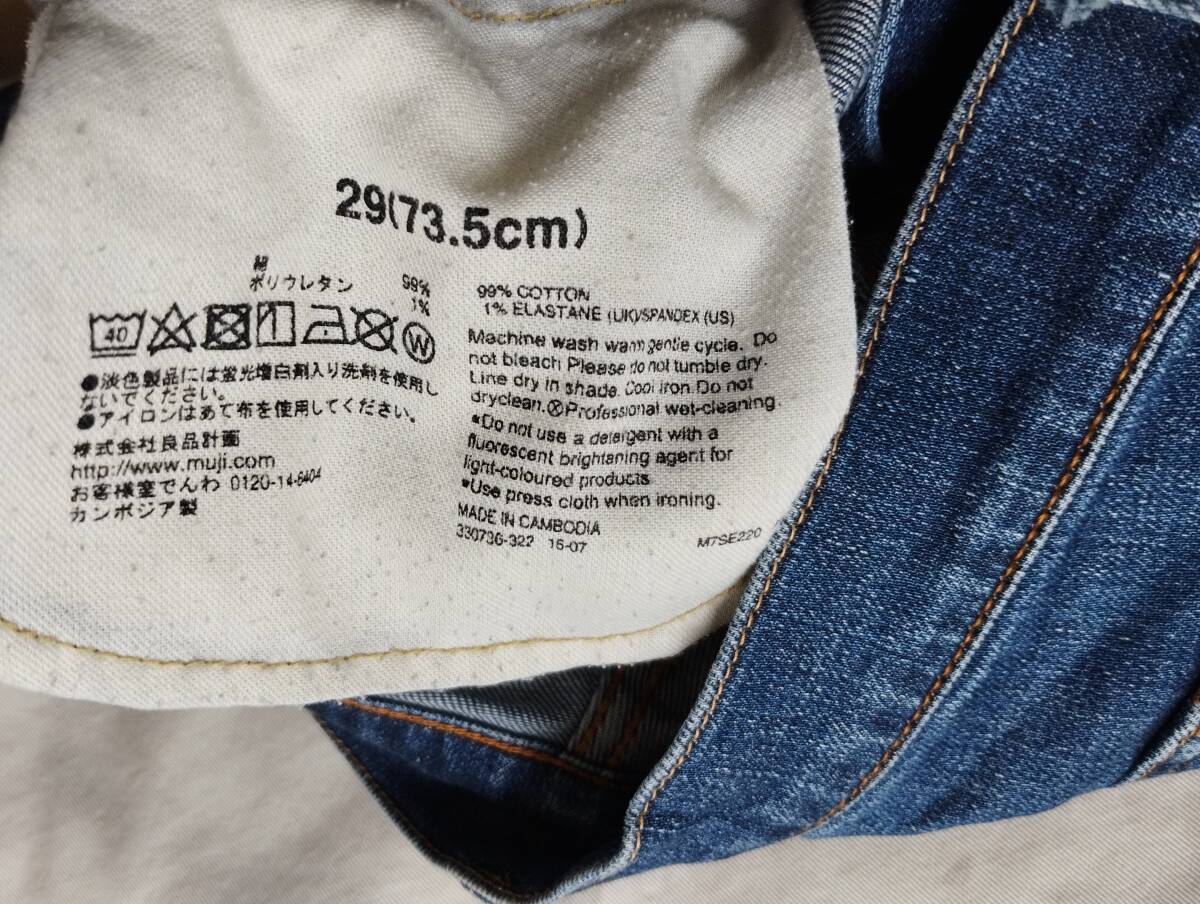 29(73.5cm)
綿 99%
ポリウレタン 1%
40
W
●淡色製品には蛍光増白剤入り洗剤を使用し
ないでください。
●アイロンはあて布を使用してください。
株式会社良品計画
http://www.muji.com
お客様室でんわ 0120-14-6404
カンボジア製
99% COTTON
1% ELASTANE (UK)/SPANDEX (US)
Machine wash warm gentle cycle. Do
not bleach Please do not tumble dry.
Line dry in shade. Cool iron. Do not
dryclean. ⓦ Professional wet-cleaning.
•Do not use a detergent with a
fluorescent brightening agent for
light-coloured products
•Use press cloth when ironing.
MADE IN CAMBODIA
330736-322 16-07
M7SE220